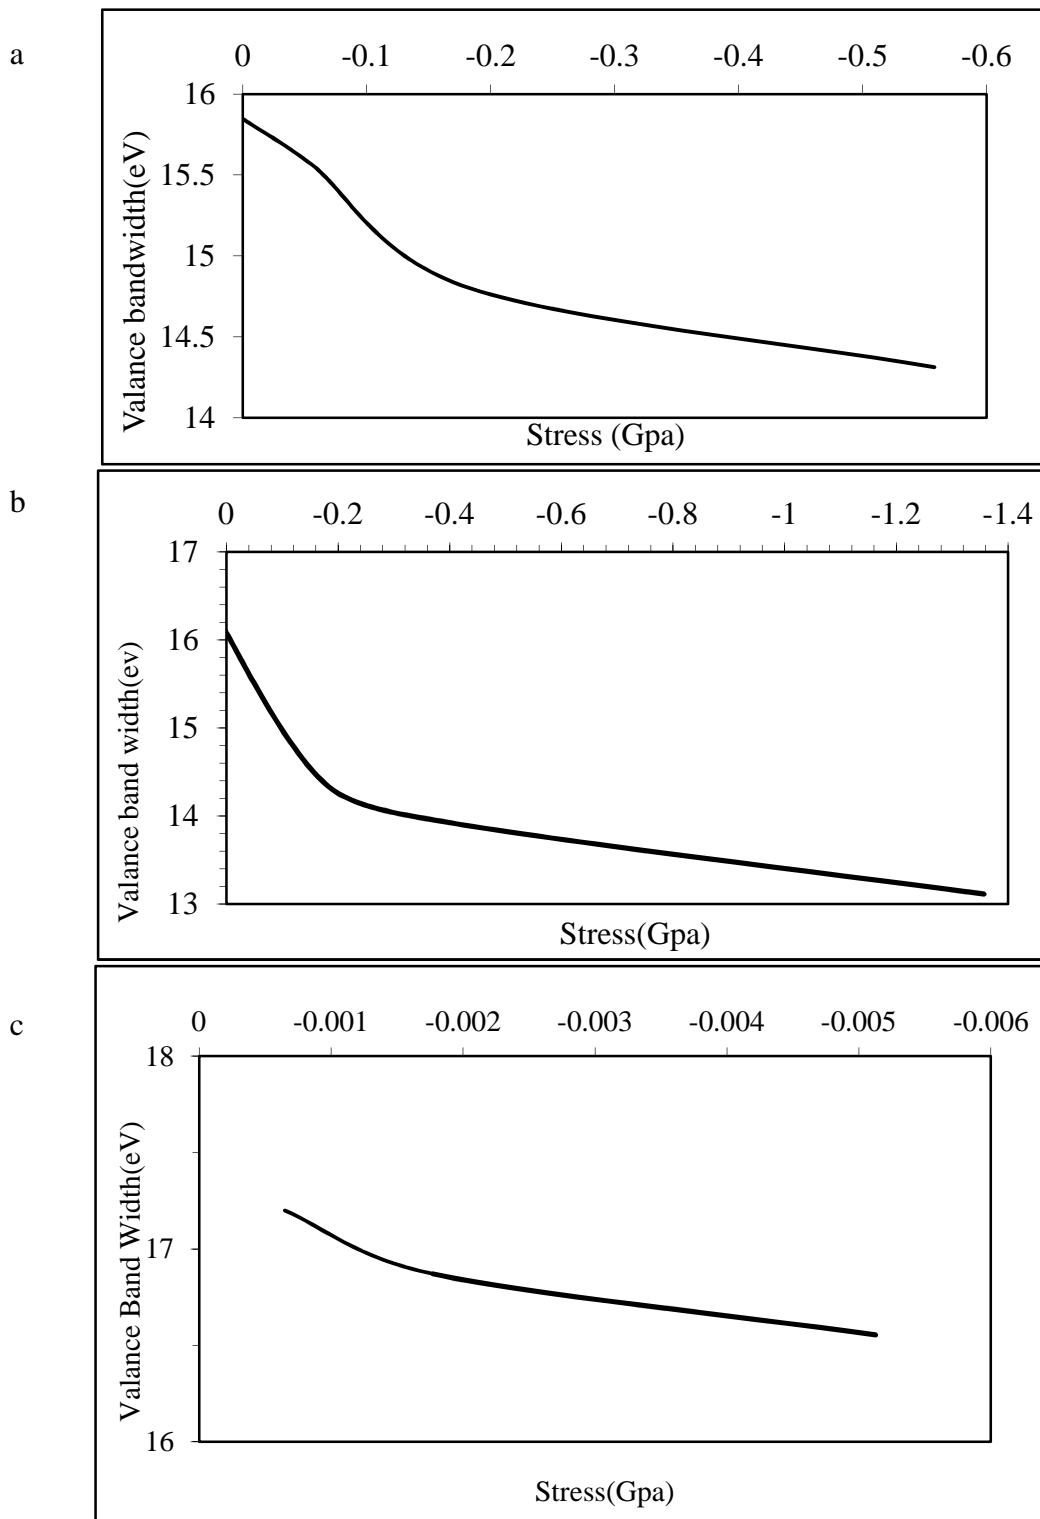 a
0 -0.1 -0.2 -0.3 -0.4 -0.5 -0.6
16
15.5
15
14.5
14
Valance bandwidth(eV)
Stress (Gpa)
b
0 -0.2 -0.4 -0.6 -0.8 -1 -1.2 -1.4
17
16
15
14
13
Valance band width(ev)
Stress(Gpa)
c
0 -0.001 -0.002 -0.003 -0.004 -0.005 -0.006
18
17
16
Valance Band Width(eV)
Stress(Gpa)